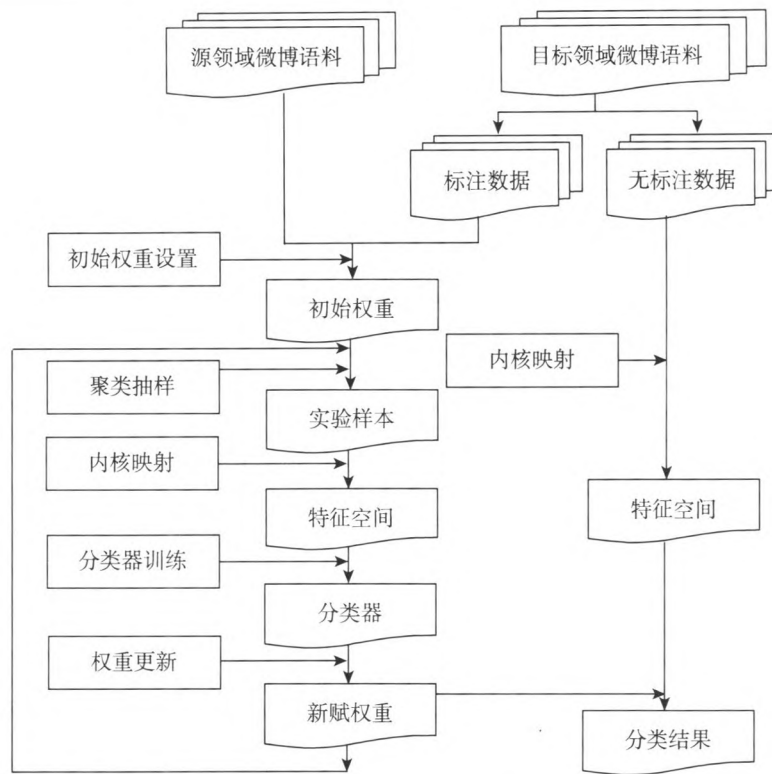 源领域微博语料
目标领域微博语料
标注数据
无标注数据
初始权重设置
初始权重
内核映射
聚类抽样
实验样本
内核映射
特征空间
特征空间
分类器训练
分类器
权重更新
新赋权重
分类结果